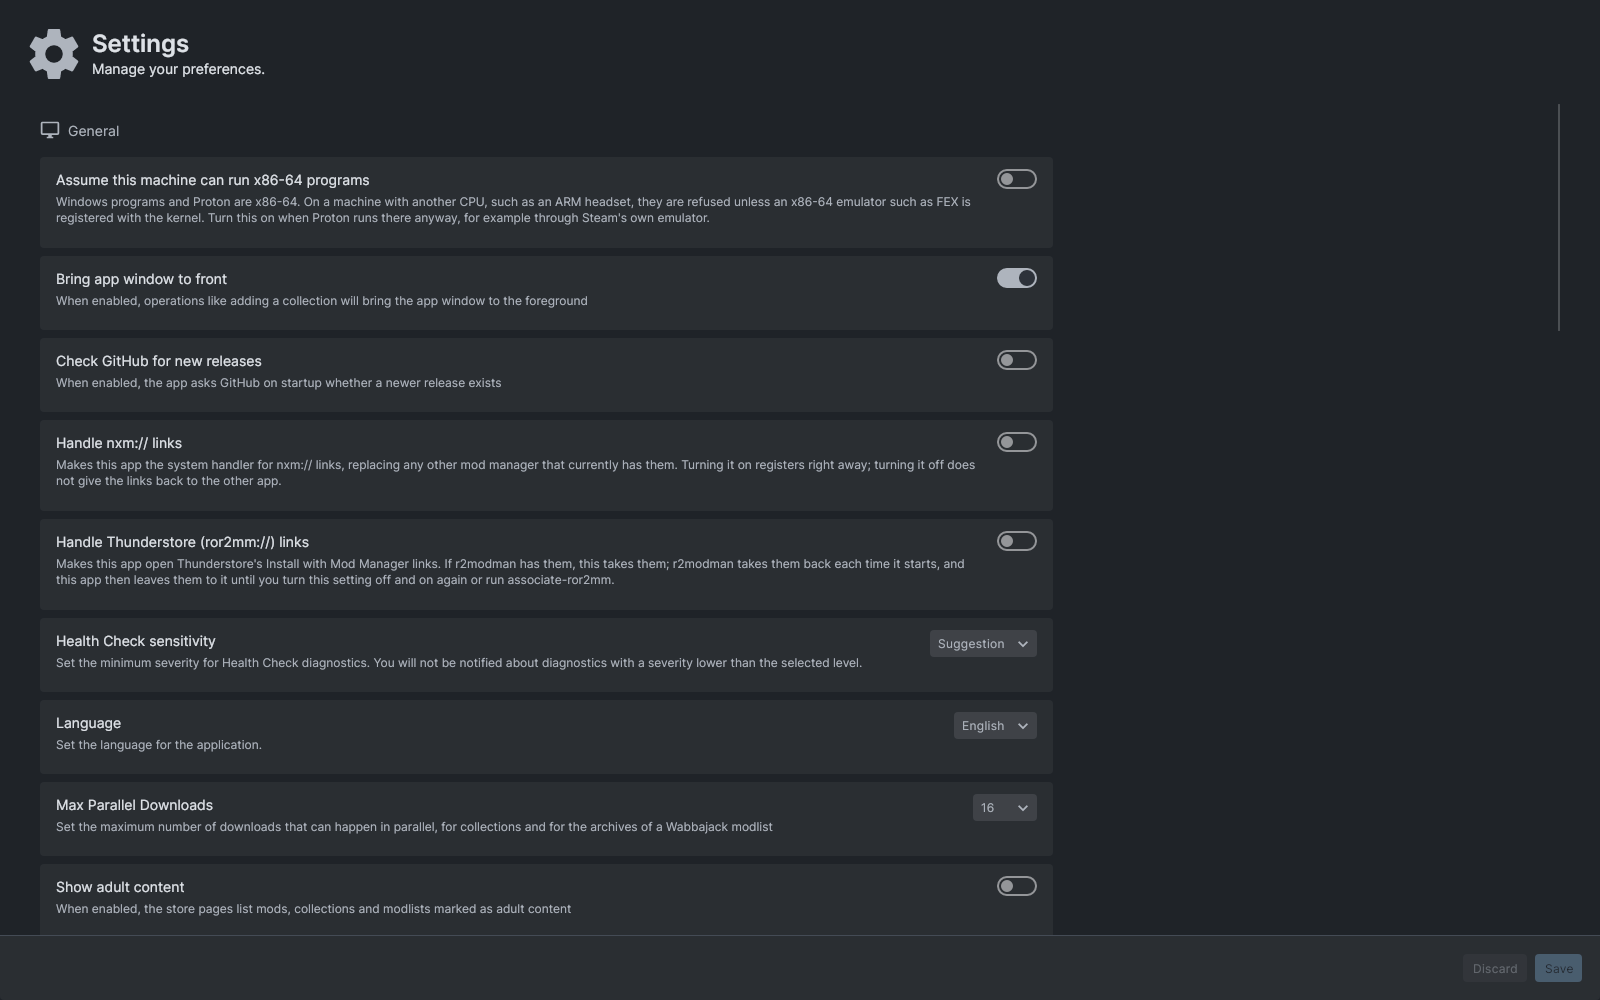 Settings
Manage your preferences.
General
Assume this machine can run x86-64 programs
Windows programs and Proton are x86-64. On a machine with another CPU, such as an ARM headset, they are refused unless an x86-64 emulator such as FEX is
registered with the kernel. Turn this on when Proton runs there anyway, for example through Steam's own emulator.
Bring app window to front
When enabled, operations like adding a collection will bring the app window to the foreground
Check GitHub for new releases
When enabled, the app asks GitHub on startup whether a newer release exists
Handle nxm:// links
Makes this app the system handler for nxm:// links, replacing any other mod manager that currently has them. Turning it on registers right away; turning it off does
not give the links back to the other app.
Handle Thunderstore (ror2mm://) links
Makes this app open Thunderstore's Install with Mod Manager links. If r2modman has them, this takes them; r2modman takes them back each time it starts, and
this app then leaves them to it until you turn this setting off and on again or run associate-ror2mm.
Health Check sensitivity
Suggestion
Set the minimum severity for Health Check diagnostics. You will not be notified about diagnostics with a severity lower than the selected level.
Language
English
Set the language for the application.
Max Parallel Downloads
16
Set the maximum number of downloads that can happen in parallel, for collections and for the archives of a Wabbajack modlist
Show adult content
When enabled, the store pages list mods, collections and modlists marked as adult content
Discard
Save